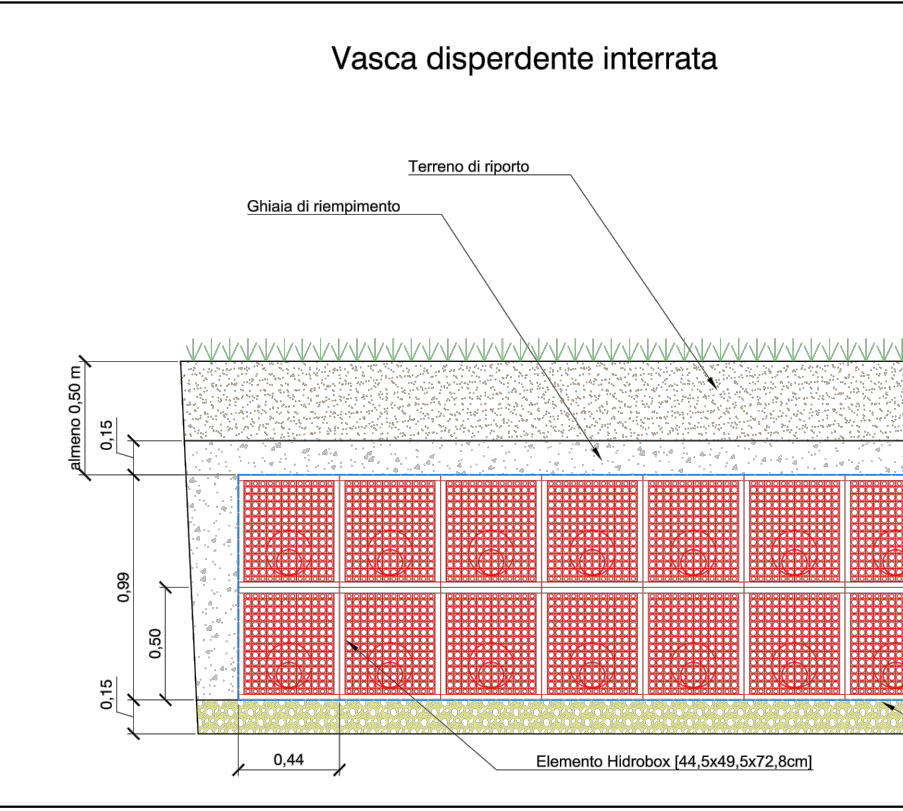 Vasca disperdente interrata
Terreno di riporto
Ghiaia di riempimento
almeno 0,50 m
0,15
0,99
0,50
0,15
0,44
Elemento Hidrobox [44,5x49,5x72,8cm]